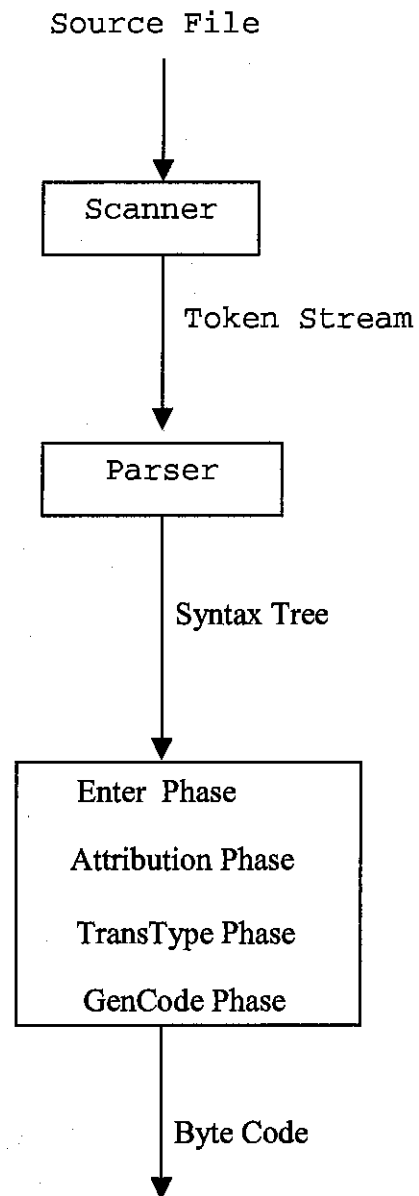 Source File
Scanner
Token Stream
Parser
Syntax Tree
Enter Phase
Attribution Phase
TransType Phase
GenCode Phase
Byte Code